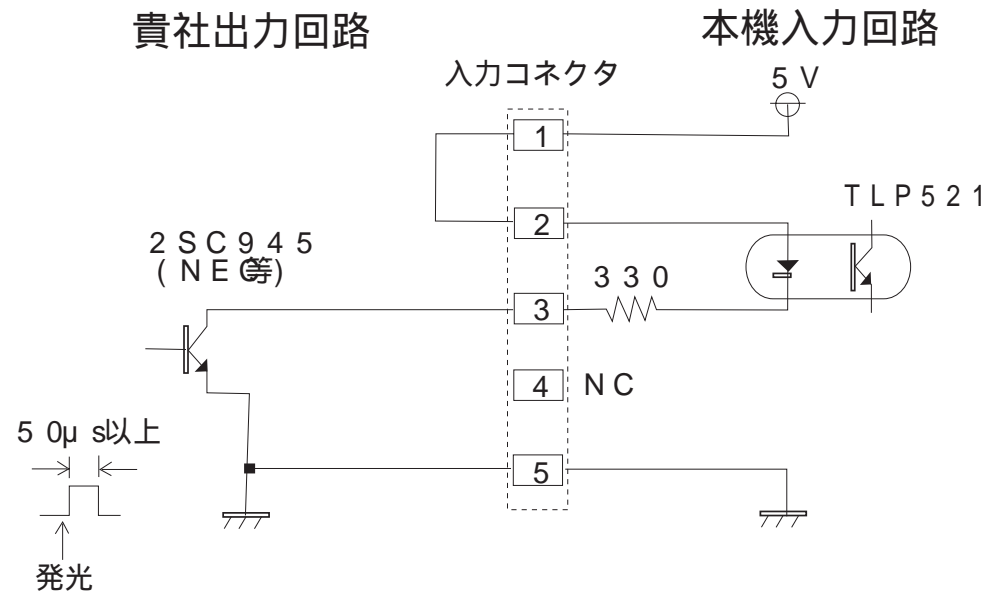 貴社出力回路
本機入力回路
入力コネクタ
５Ｖ
1
ＴＬＰ５２１
2
２ＳＣ９４５
(ＮＥＣ等)
３３０
3
4
ＮＣ
５０μｓ以上
5
発光